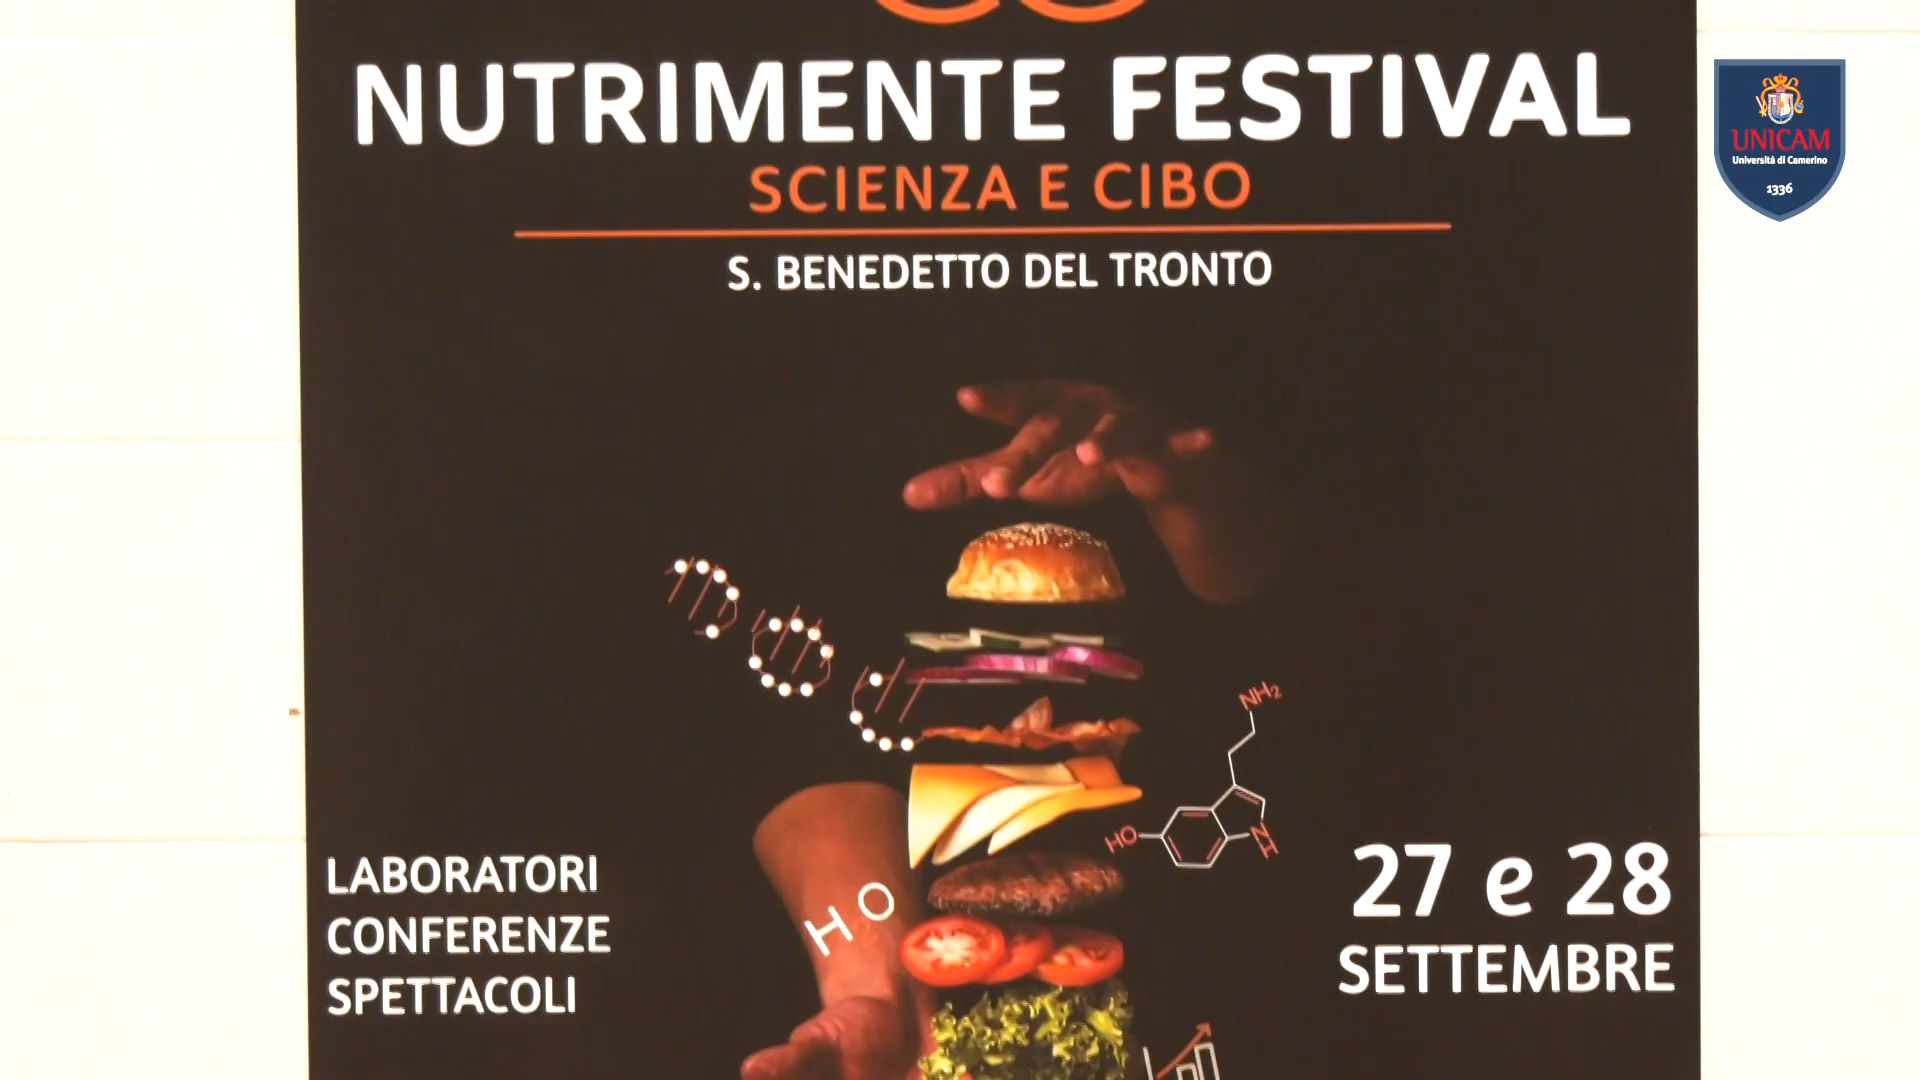 NUTRIMENTE FESTIVAL
SCIENZA E CIBO
S. BENEDETTO DEL TRONTO
UNICAM
Università di Camerino
1336
NH2
HO
NH
H O
LABORATORI
CONFERENZE
SPETTACOLI
27 e 28
SETTEMBRE